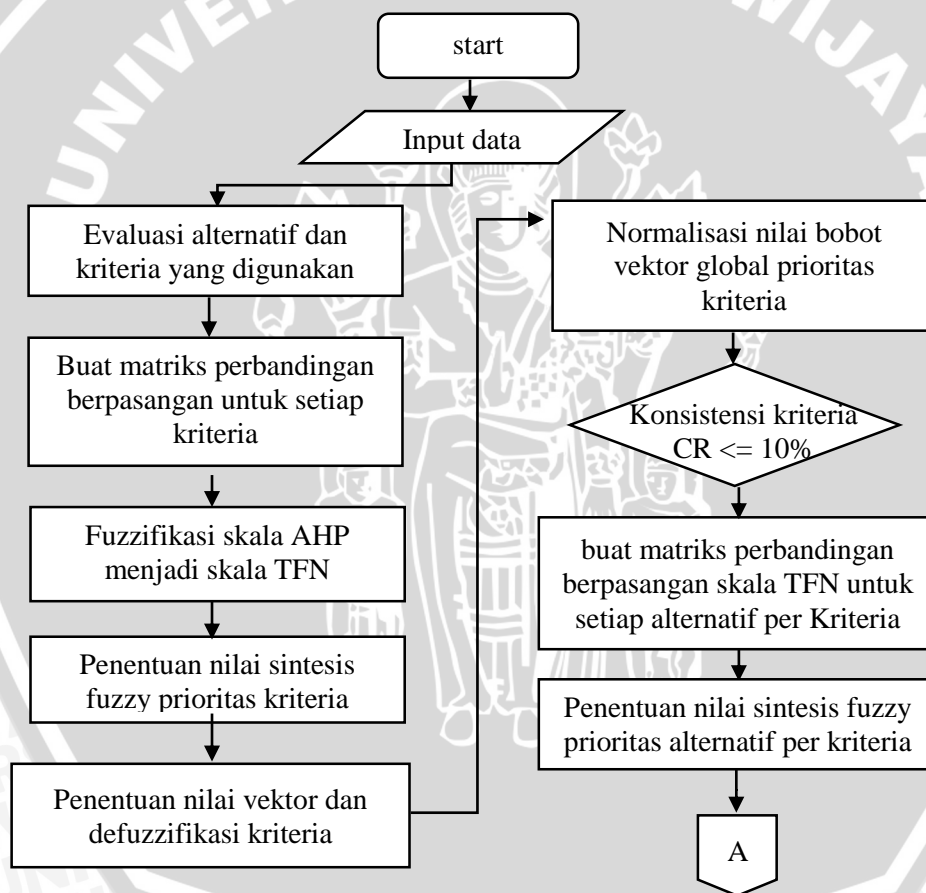 start
Input data
Evaluasi alternatif dan
kriteria yang digunakan
Buat matriks perbandingan
berpasangan untuk setiap
kriteria
Fuzzifikasi skala AHP
menjadi skala TFN
Penentuan nilai sintesis
fuzzy prioritas kriteria
Penentuan nilai vektor dan
defuzzifikasi kriteria
Normalisasi nilai bobot
vektor global prioritas
kriteria
Konsistensi kriteria
CR <= 10%
buat matriks perbandingan
berpasangan skala TFN untuk
setiap alternatif per Kriteria
Penentuan nilai sintesis fuzzy
prioritas alternatif per kriteria
A